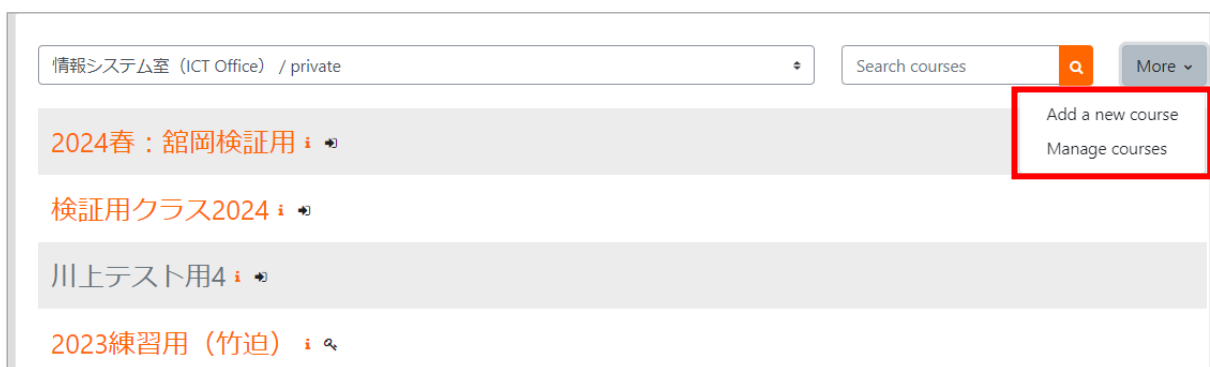 情報システム室（ICT Office） / private
Search courses
More
Add a new course
Manage courses
2024春：舘岡検証用
検証用クラス2024
川上テスト用4
2023練習用（竹迫）